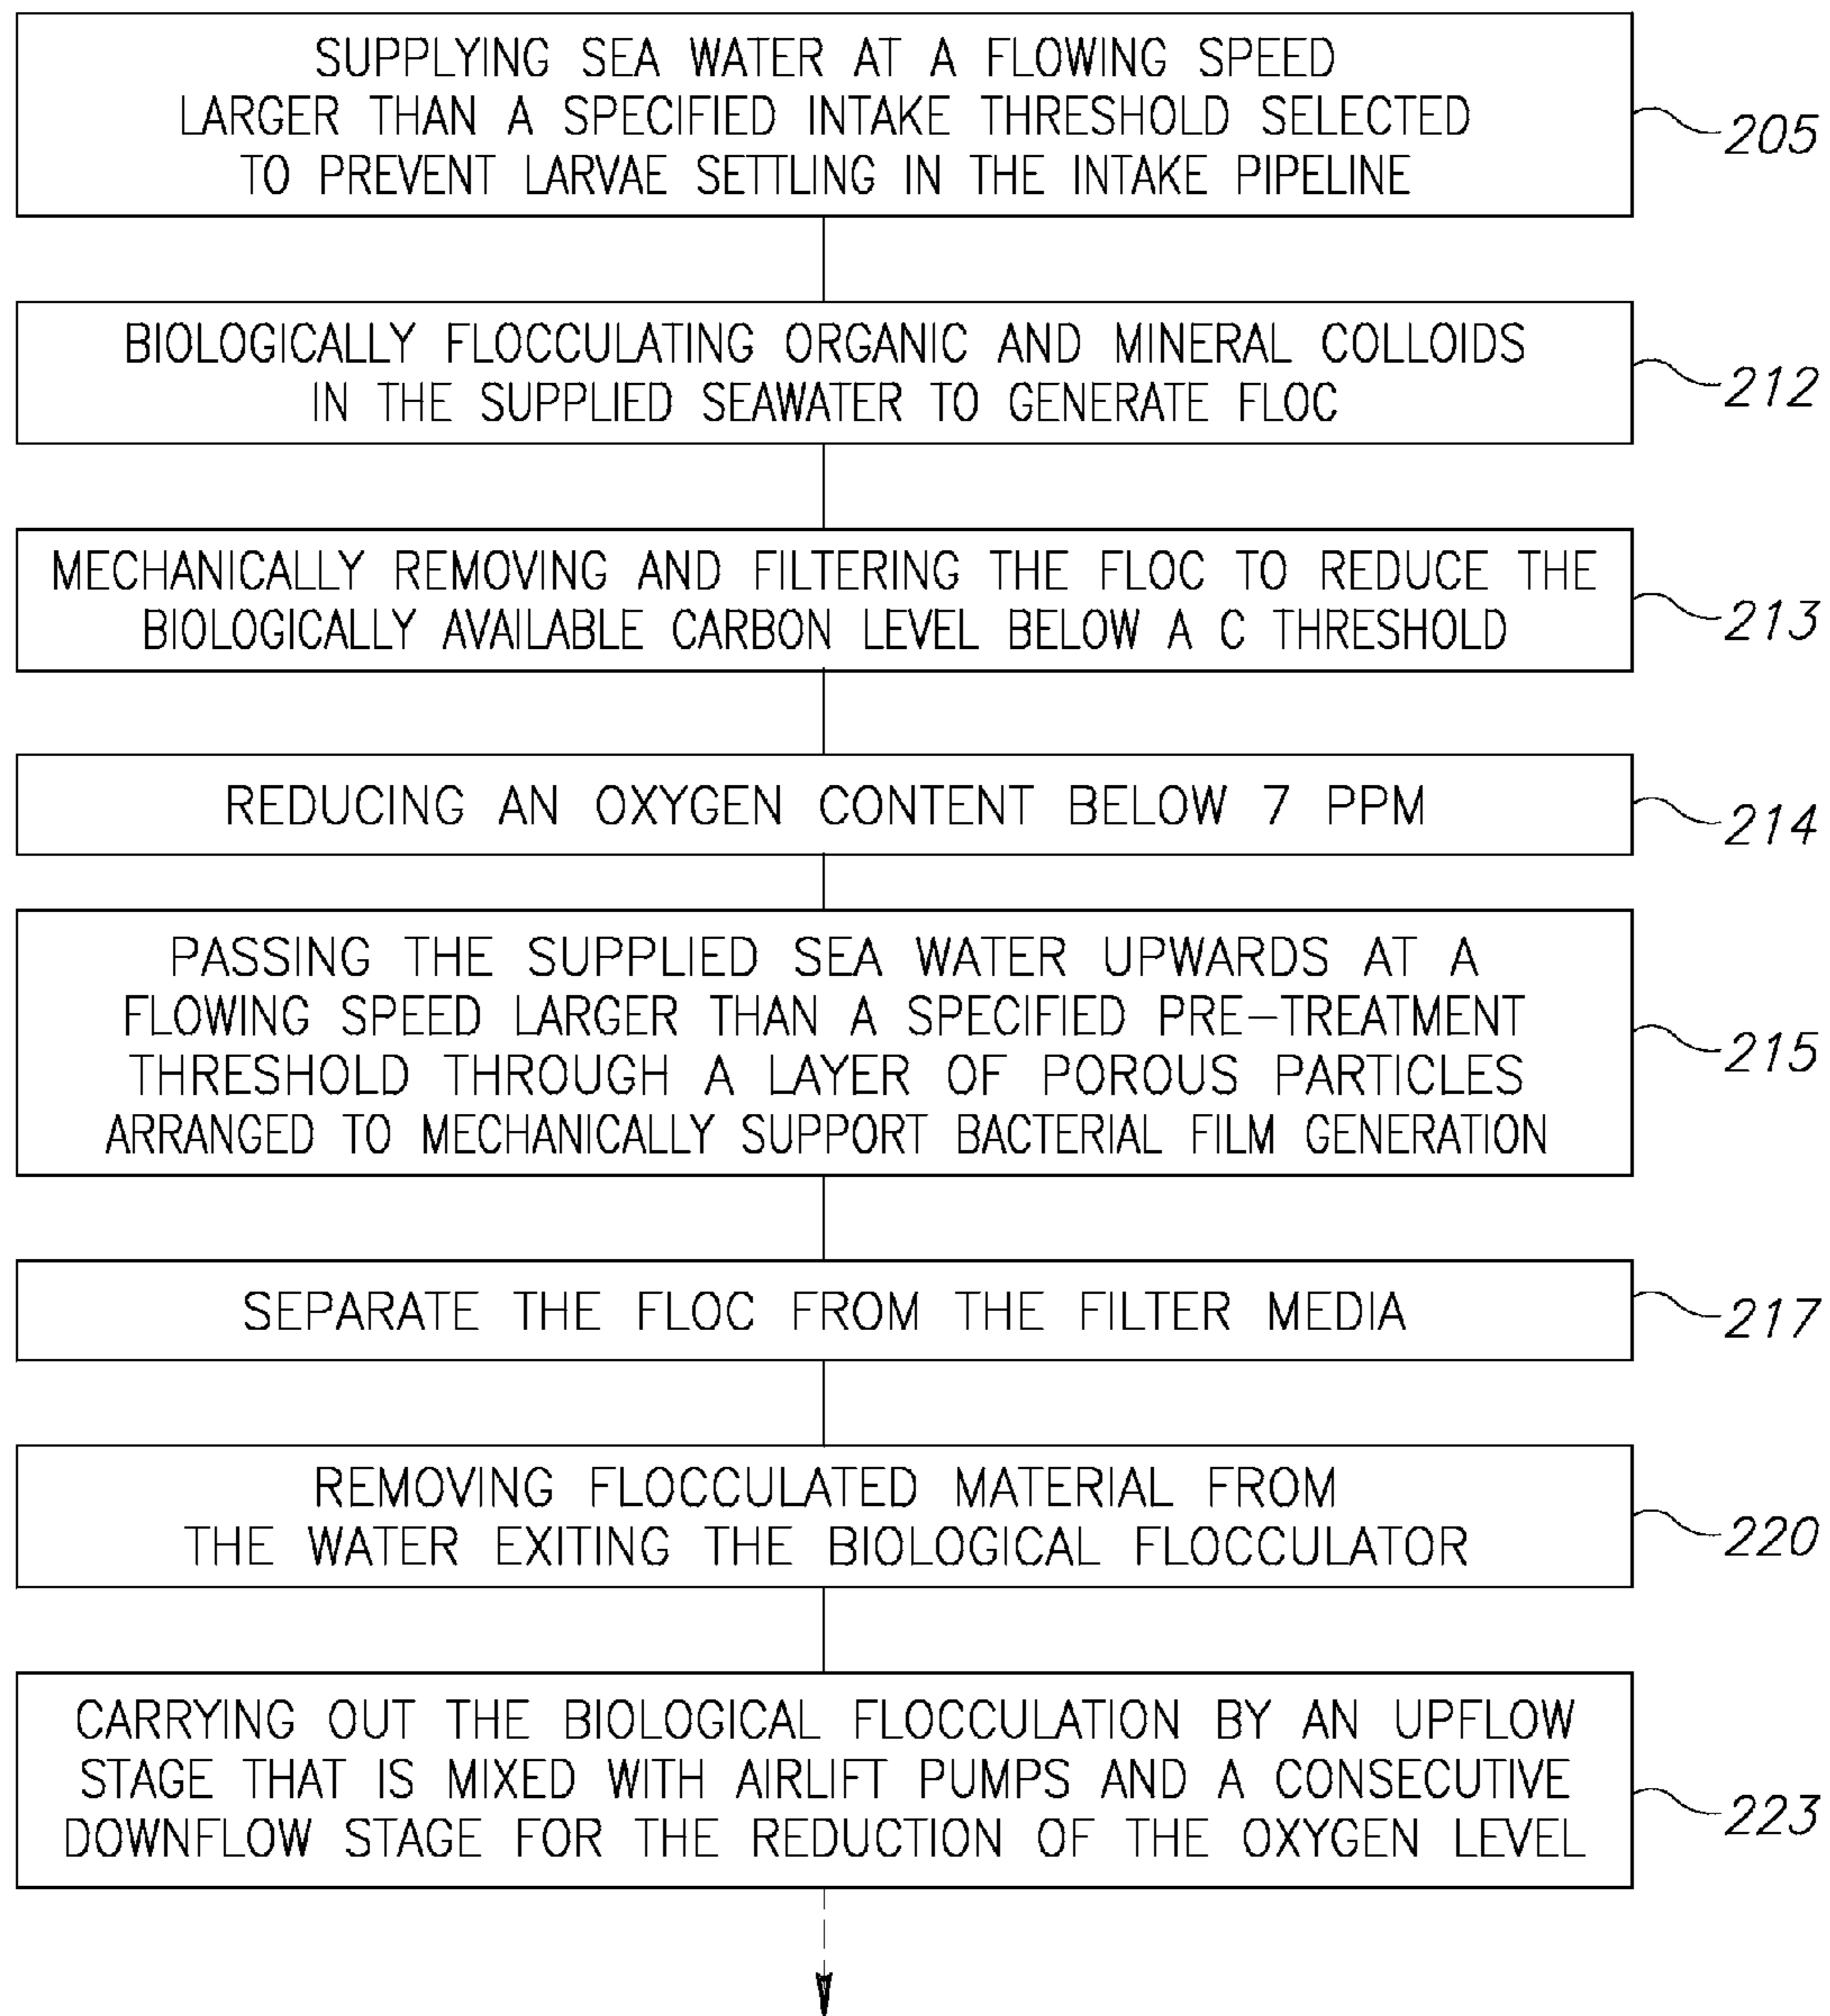 SUPPLYING SEA WATER AT A FLOWING SPEED
LARGER THAN A SPECIFIED INTAKE THRESHOLD SELECTED
TO PREVENT LARVAE SETTLING IN THE INTAKE PIPELINE
205
BIOLOGICALLY FLOCCULATING ORGANIC AND MINERAL COLLOIDS
IN THE SUPPLIED SEAWATER TO GENERATE FLOC
212
MECHANICALLY REMOVING AND FILTERING THE FLOC TO REDUCE THE
BIOLOGICALLY AVAILABLE CARBON LEVEL BELOW A C THRESHOLD
213
REDUCING AN OXYGEN CONTENT BELOW 7 PPM
214
PASSING THE SUPPLIED SEA WATER UPWARDS AT A
FLOWING SPEED LARGER THAN A SPECIFIED PRE-TREATMENT
THRESHOLD THROUGH A LAYER OF POROUS PARTICLES
ARRANGED TO MECHANICALLY SUPPORT BACTERIAL FILM GENERATION
215
SEPARATE THE FLOC FROM THE FILTER MEDIA
217
REMOVING FLOCCULATED MATERIAL FROM
THE WATER EXITING THE BIOLOGICAL FLOCCULATOR
220
CARRYING OUT THE BIOLOGICAL FLOCCULATION BY AN UPFLOW
STAGE THAT IS MIXED WITH AIRLIFT PUMPS AND A CONSECUTIVE
DOWNFLOW STAGE FOR THE REDUCTION OF THE OXYGEN LEVEL
223